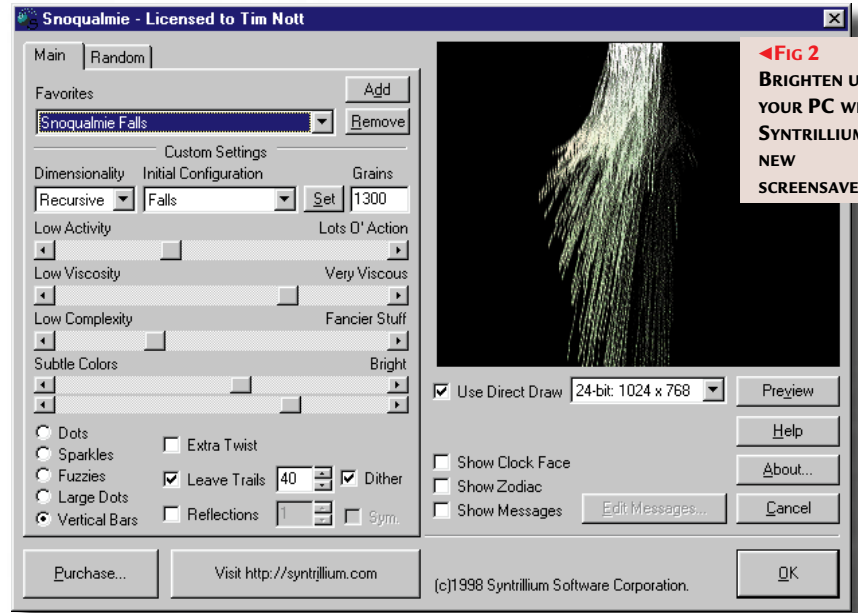 Snoqualmie - Licensed to Tim Nott
Main Random
Favorites
Add
Snoqualmie Falls
Remove
Custom Settings
Dimensionality Initial Configuration Grains
Recursive Falls Set 1300
Low Activity Lots O' Action
Low Viscosity Very Viscous
Low Complexity Fancier Stuff
Subtle Colors Bright
Dots
Sparkles
Fuzzies
Large Dots
Vertical Bars
Extra Twist
Leave Trails 40 Dither
Reflections 1 Sym.
Purchase...
Visit http://syntrillium.com
◄FIG 2
BRIGHTEN U
YOUR PC WI
SYNTRILLIUM
NEW
SCREENSAVE
Use Direct Draw 24-bit: 1024 x 768
Preview
Help
Show Clock Face
Show Zodiac
Show Messages Edit Messages...
About...
Cancel
(c)1998 Syntrillium Software Corporation.
OK